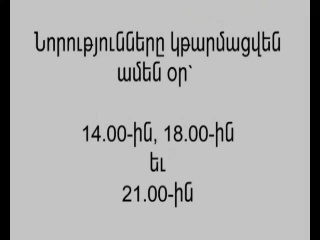 Նորությունները կթարմացվեն
ամեն օր՝
14.00-ին, 18.00-ին
եւ
21.00-ին